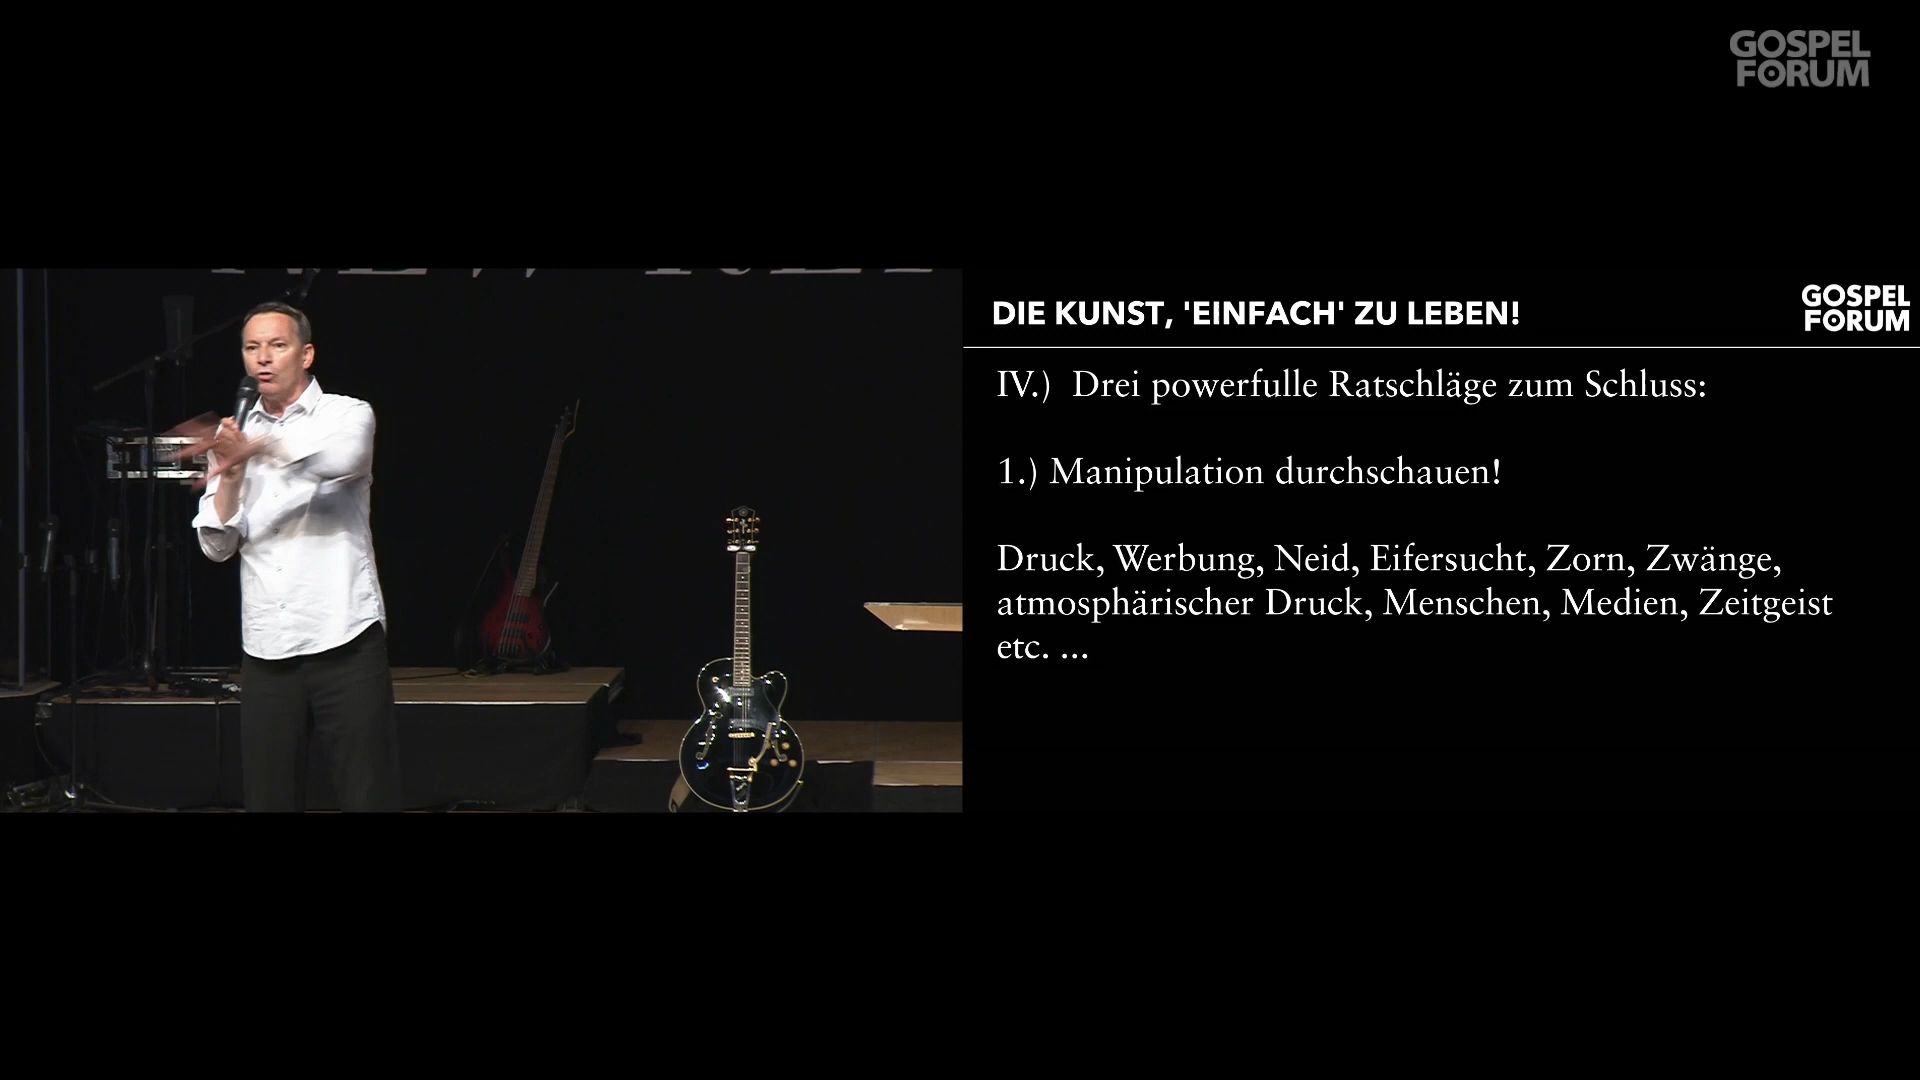 GOSPEL
FORUM
DIE KUNST, 'EINFACH' ZU LEBEN!
GOSPEL
FORUM
IV.) Drei powerfulle Ratschläge zum Schluss:
1.) Manipulation durchschauen!
Druck, Werbung, Neid, Eifersucht, Zorn, Zwänge,
atmosphärischer Druck, Menschen, Medien, Zeitgeist
etc. ...